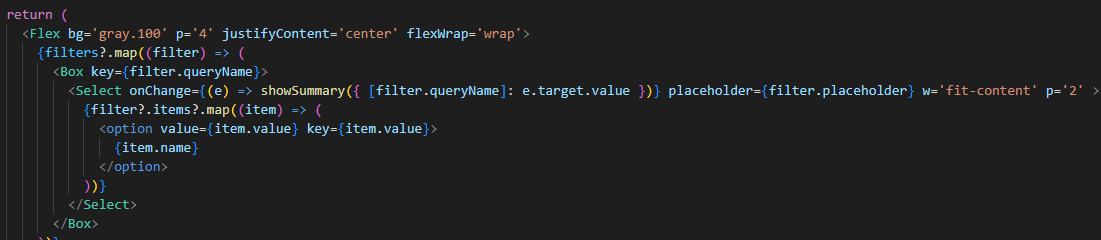 return (
<Flex bg='gray.100' p='4' justifyContent='center' flexWrap='wrap'>
{filters?.map((filter) => (
<Box key={filter.queryName}>
<Select onChange={(e) => showSummary({ [filter.queryName]: e.target.value })} placeholder={filter.placeholder} w='fit-content' p='2' >
{filter?.items?.map((item) => (
<option value={item.value} key={item.value}>
{item.name}
</option>
))}
</Select>
</Box>
))}